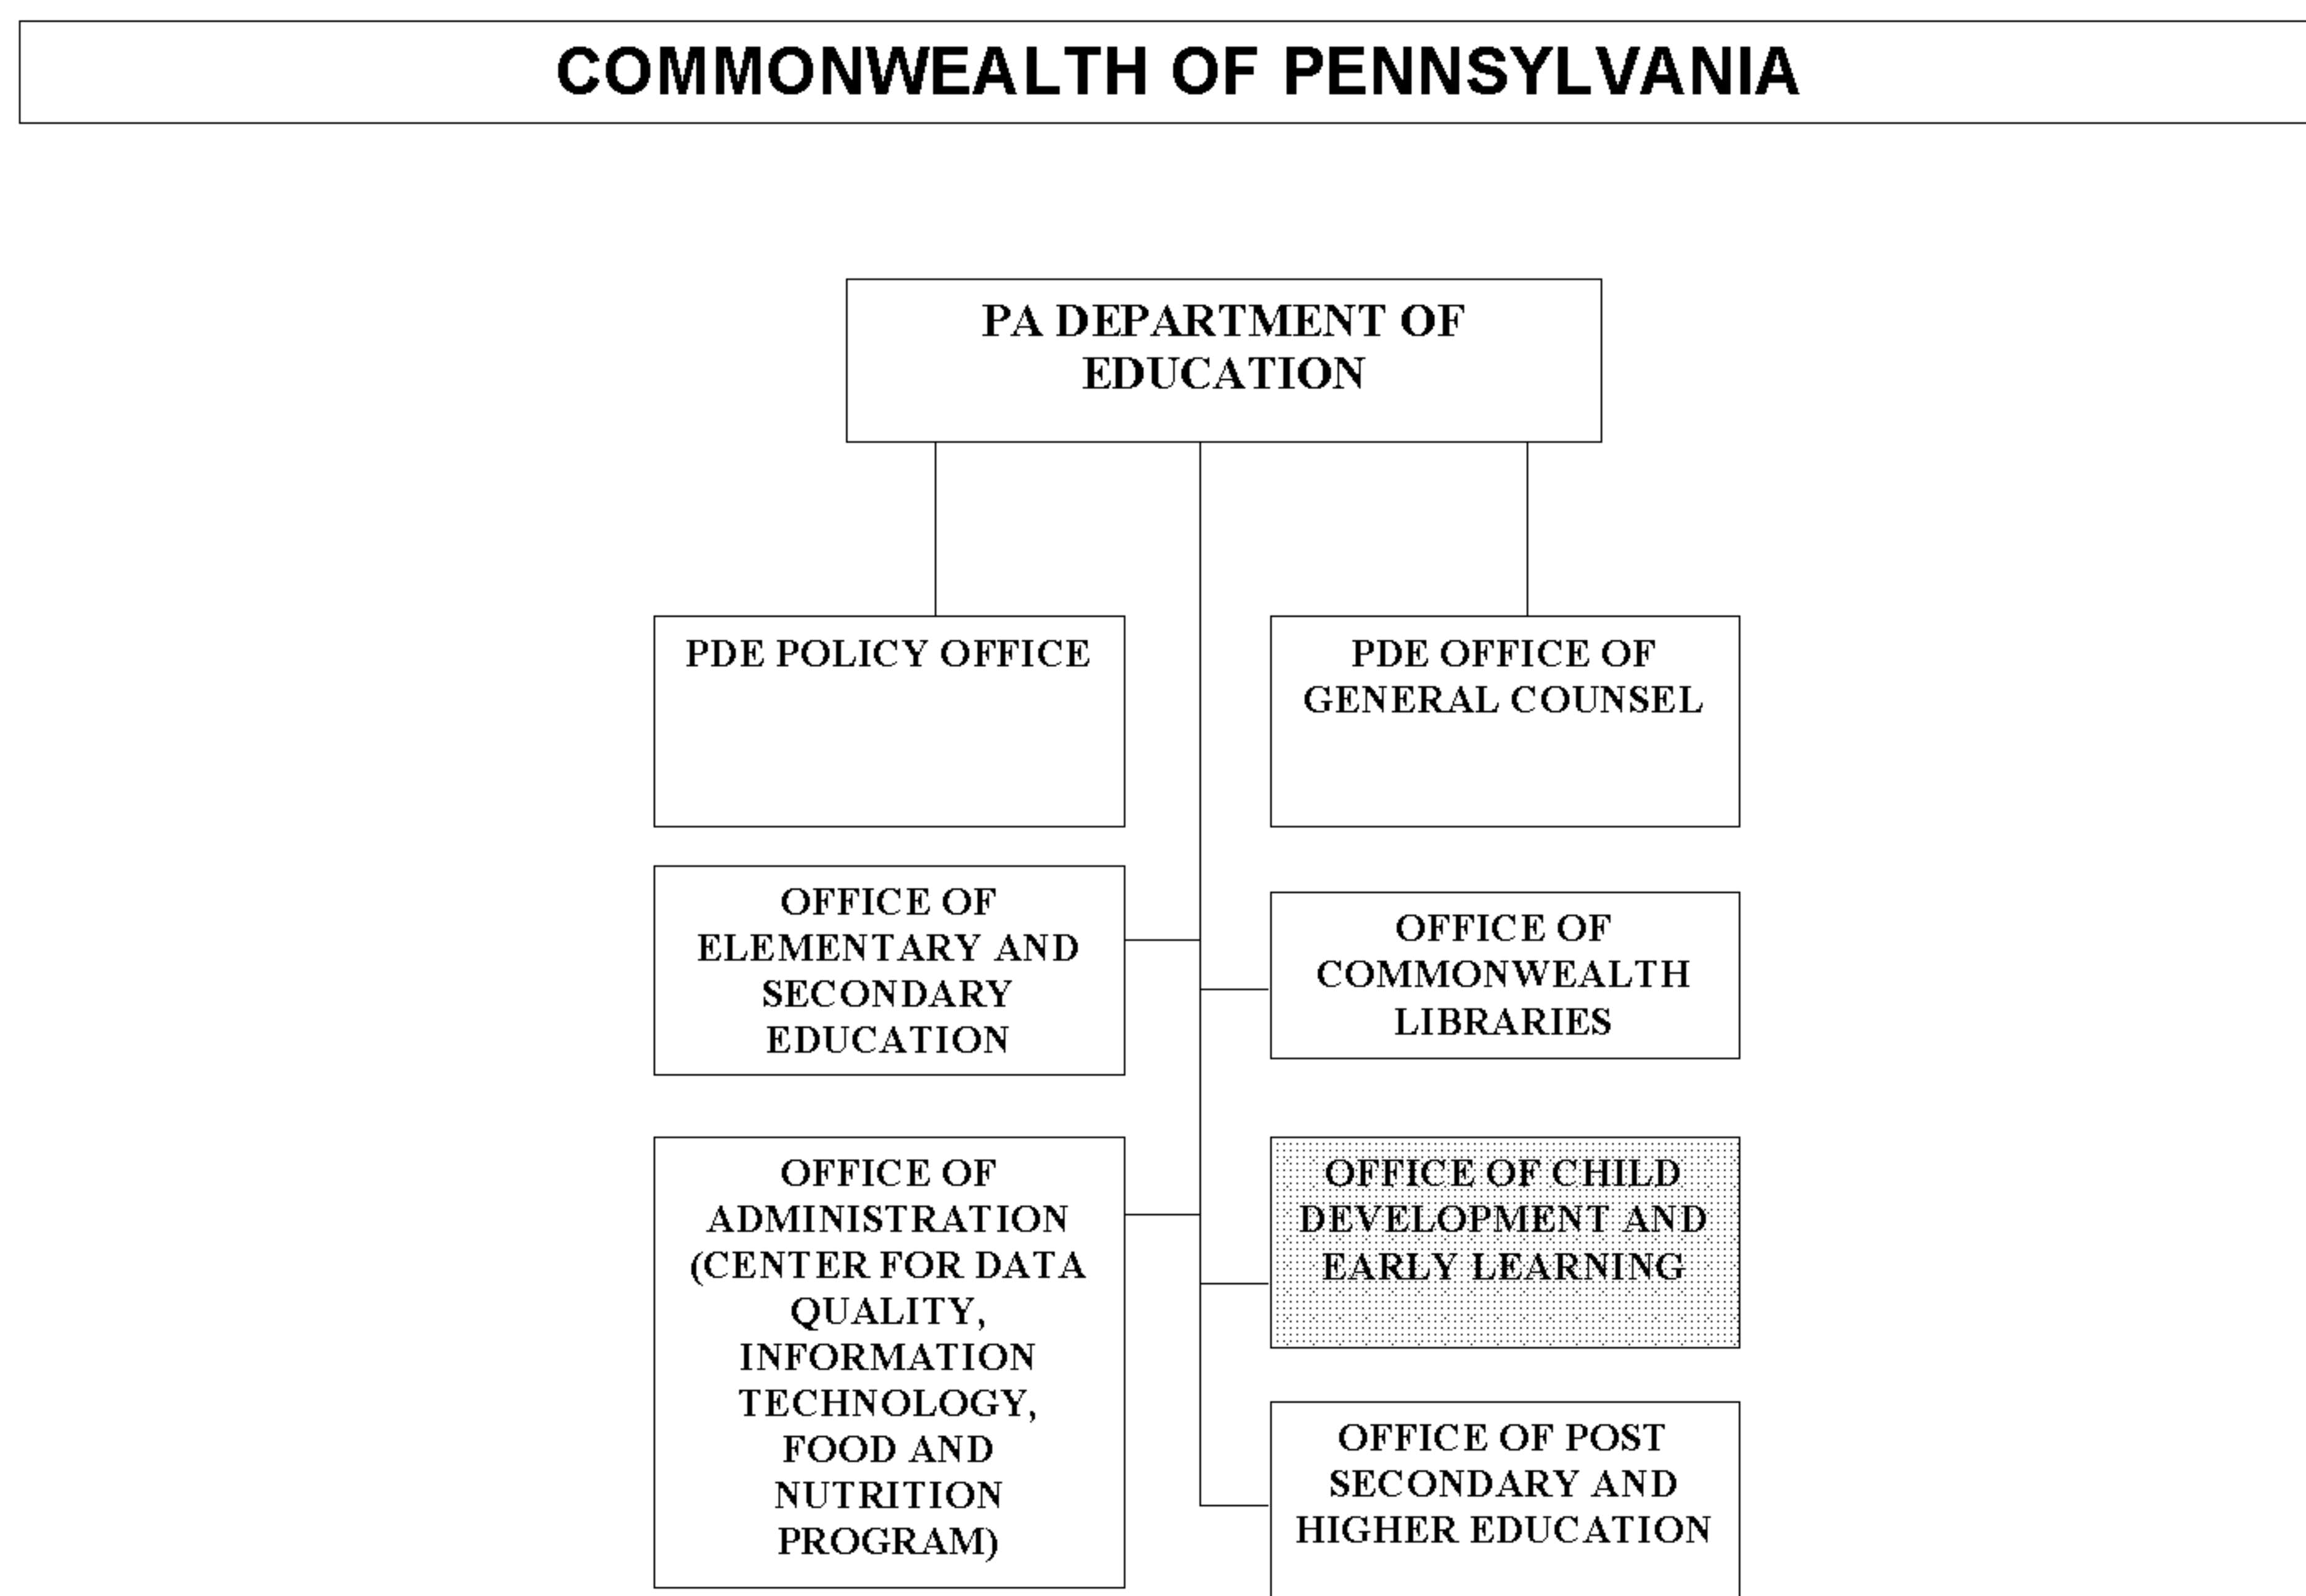 COMMONWEALTH OF PENNSYLVANIA
PA DEPARTMENT OF
EDUCATION
PDE POLICY OFFICE
PDE OFFICE OF
GENERAL COUNSEL
OFFICE OF
ELEMENTARY AND
SECONDARY
EDUCATION
OFFICE OF
COMMONWEALTH
LIBRARIES
OFFICE OF
ADMINISTRATION
(CENTER FOR DATA
QUALITY,
INFORMATION
TECHNOLOGY,
FOOD AND
NUTRITION
PROGRAM)
OFFICE OF CHILD
DEVELOPMENT AND
EARLY LEARNING
OFFICE OF POST
SECONDARY AND
HIGHER EDUCATION